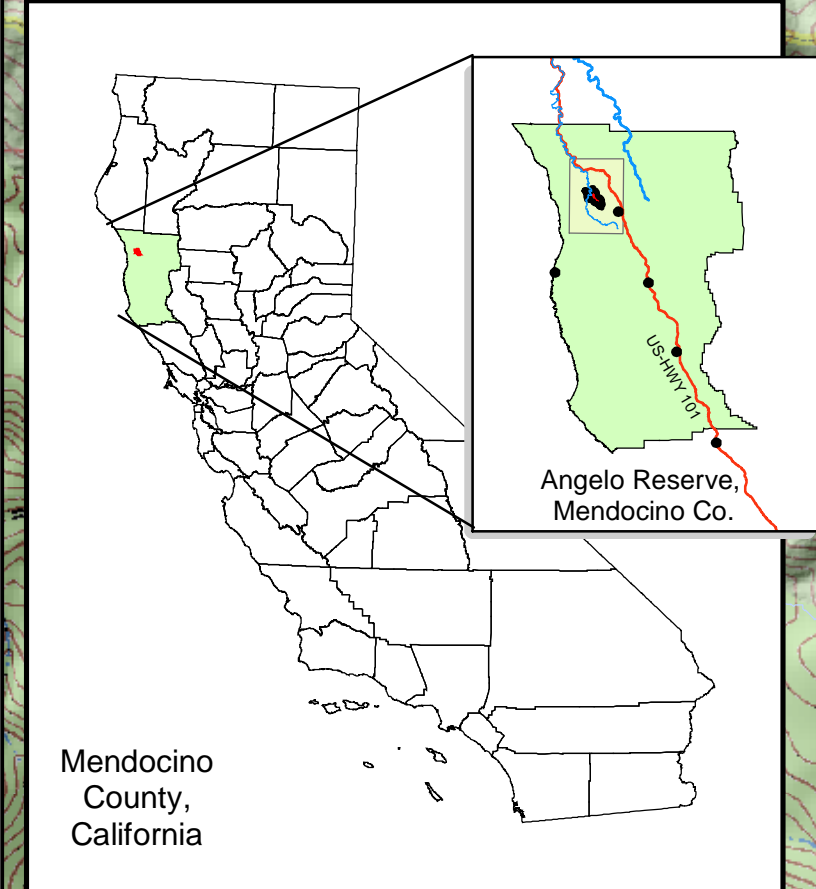 US-HWY 101
Angelo Reserve,
Mendocino Co.
Mendocino
County,
California